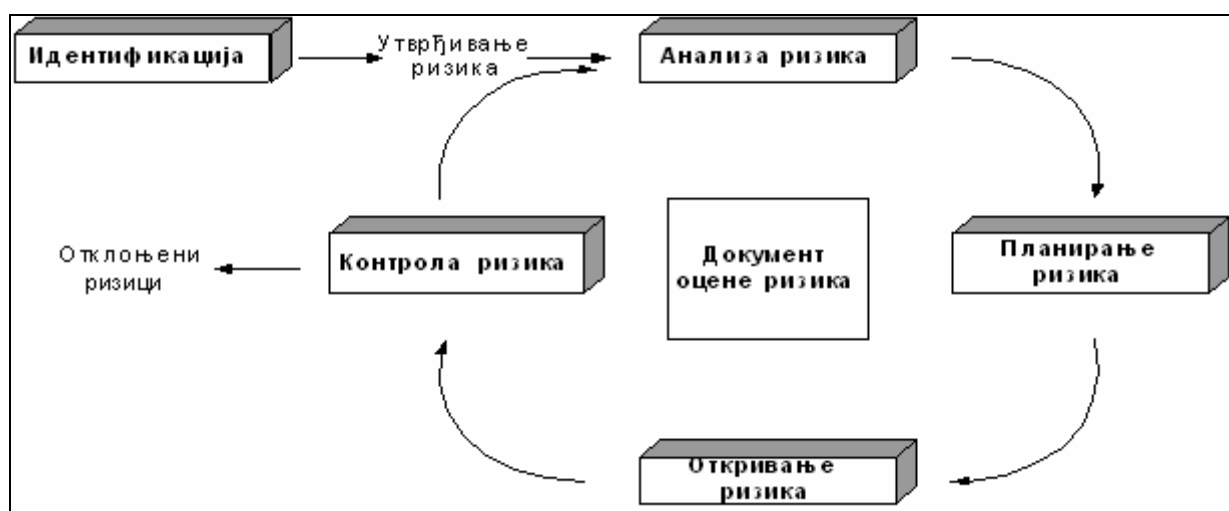 Идентификација
Утврђивање
ризика
Анализа ризика
Отклоњени
ризици
Контрола ризика
Документ
оцене ризика
Планирање
ризика
Откривање
ризика